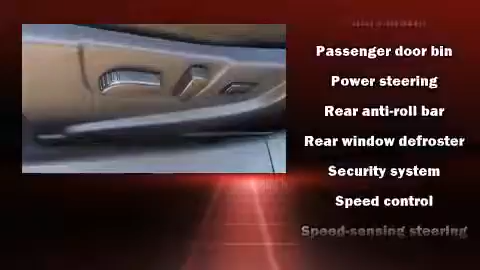 Passenger door bin
Power steering
Rear anti-roll bar
Rear window defroster
Security system
Speed control
Speed-sensing steering